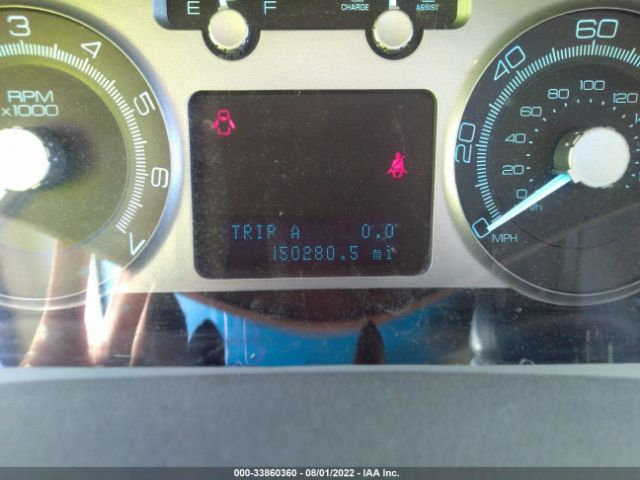 E F CHARGE ASSIST
3 4 5 6 7
RPM
x1000
0 20 40 60
0 20 40 60 80 100 120
MPH
TRIP A 0.0
150280.5 mi
000-33860360 - 08/01/2022 - IAA Inc.